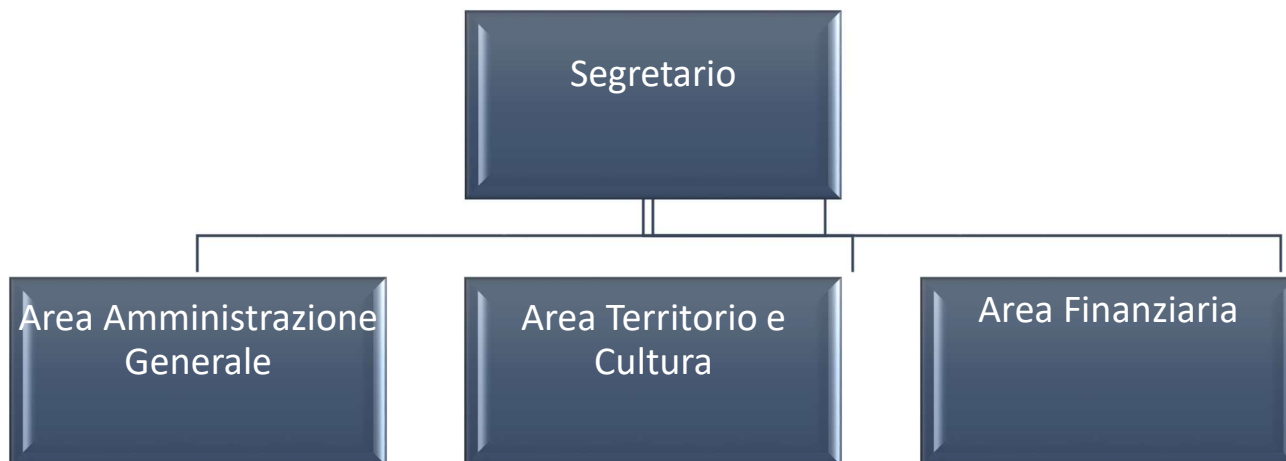 Segretario
Area Amministrazione
Generale
Area Territorio e
Cultura
Area Finanziaria